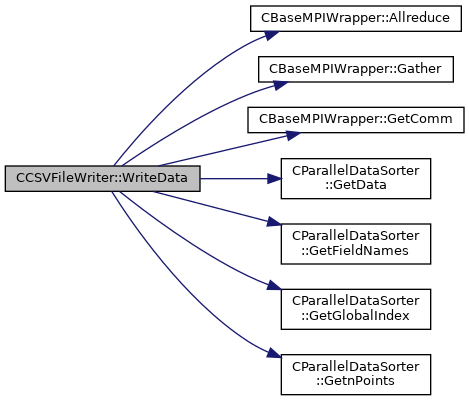 CBaseMPIWrapper::Allreduce
CBaseMPIWrapper::Gather
CBaseMPIWrapper::GetComm
CCSVFileWriter::WriteData
CParallelDataSorter
::GetData
CParallelDataSorter
::GetFieldNames
CParallelDataSorter
::GetGlobalIndex
CParallelDataSorter
::GetnPoints